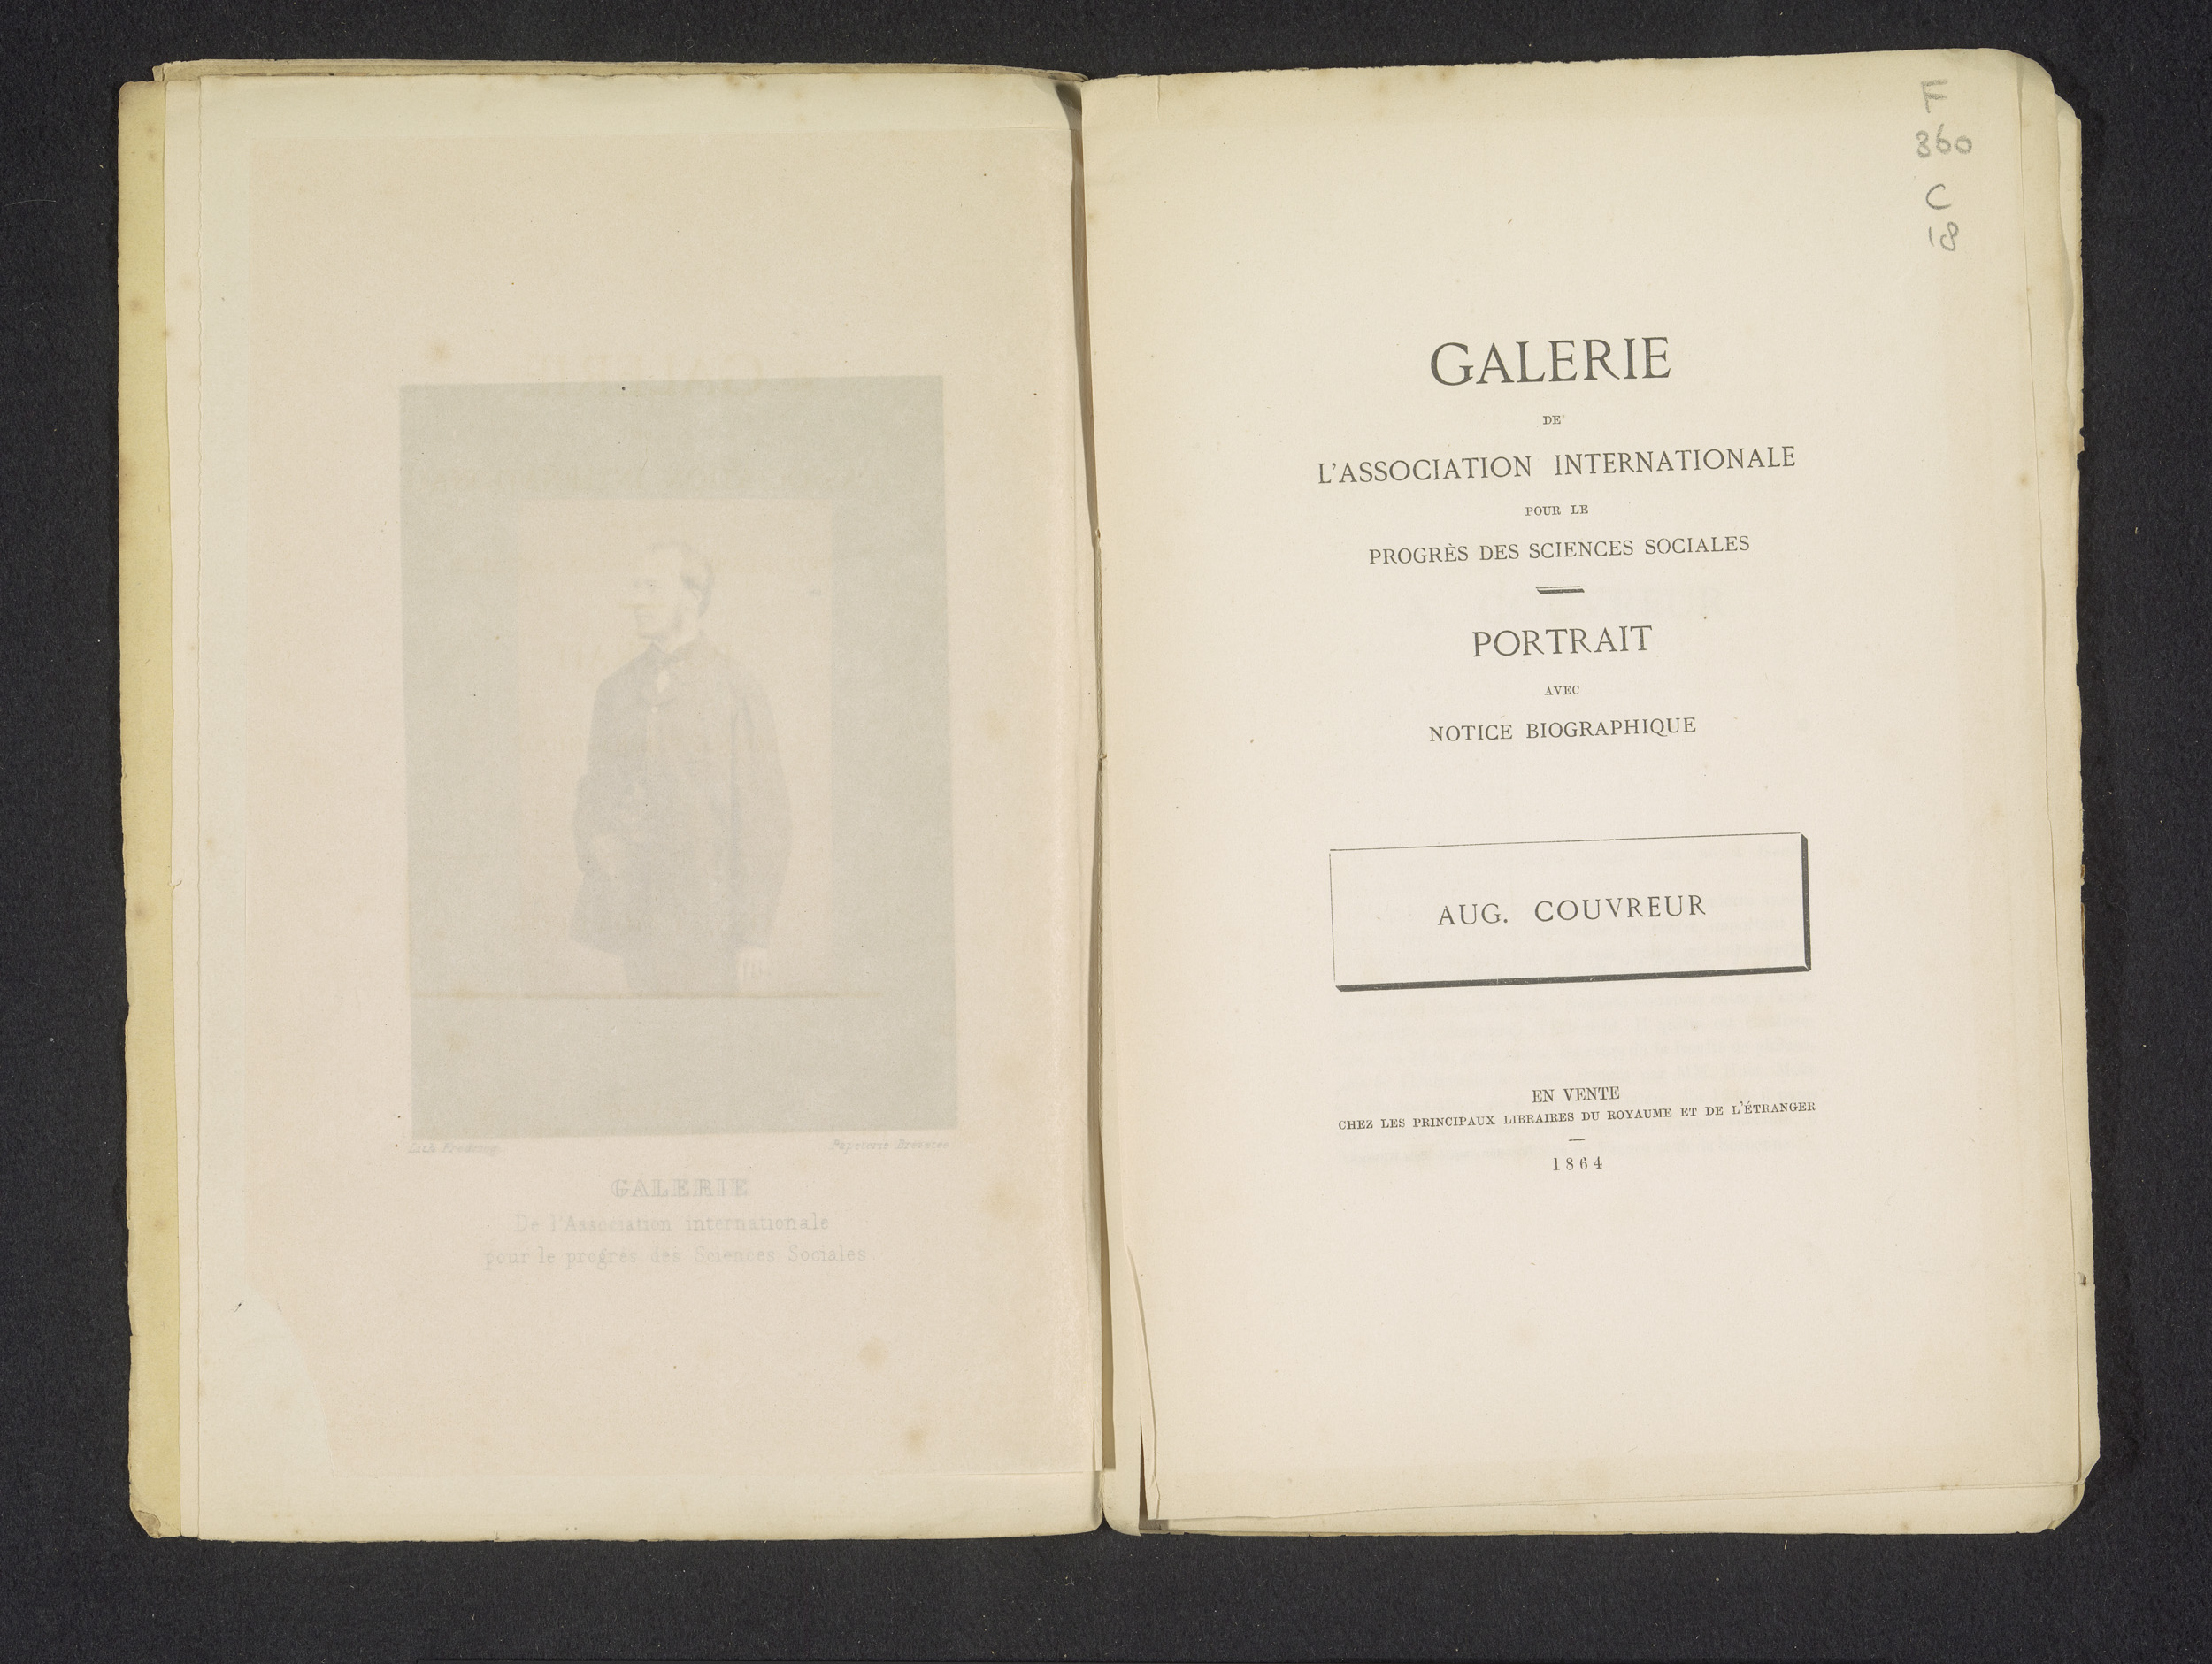 Papeterie Brevetée
GALERIE
De l'Association internationale
pour le progrès des Sciences Sociales
F
360
C
18
GALERIE
DE
L'ASSOCIATION INTERNATIONALE
POUR LE
PROGRÈS DES SCIENCES SOCIALES
PORTRAIT
AVEC
NOTICE BIOGRAPHIQUE
AUG. COUVREUR
EN VENTE
CHEZ LES PRINCIPAUX LIBRAIRES DU ROYAUME ET DE L'ÉTRANGER
1864